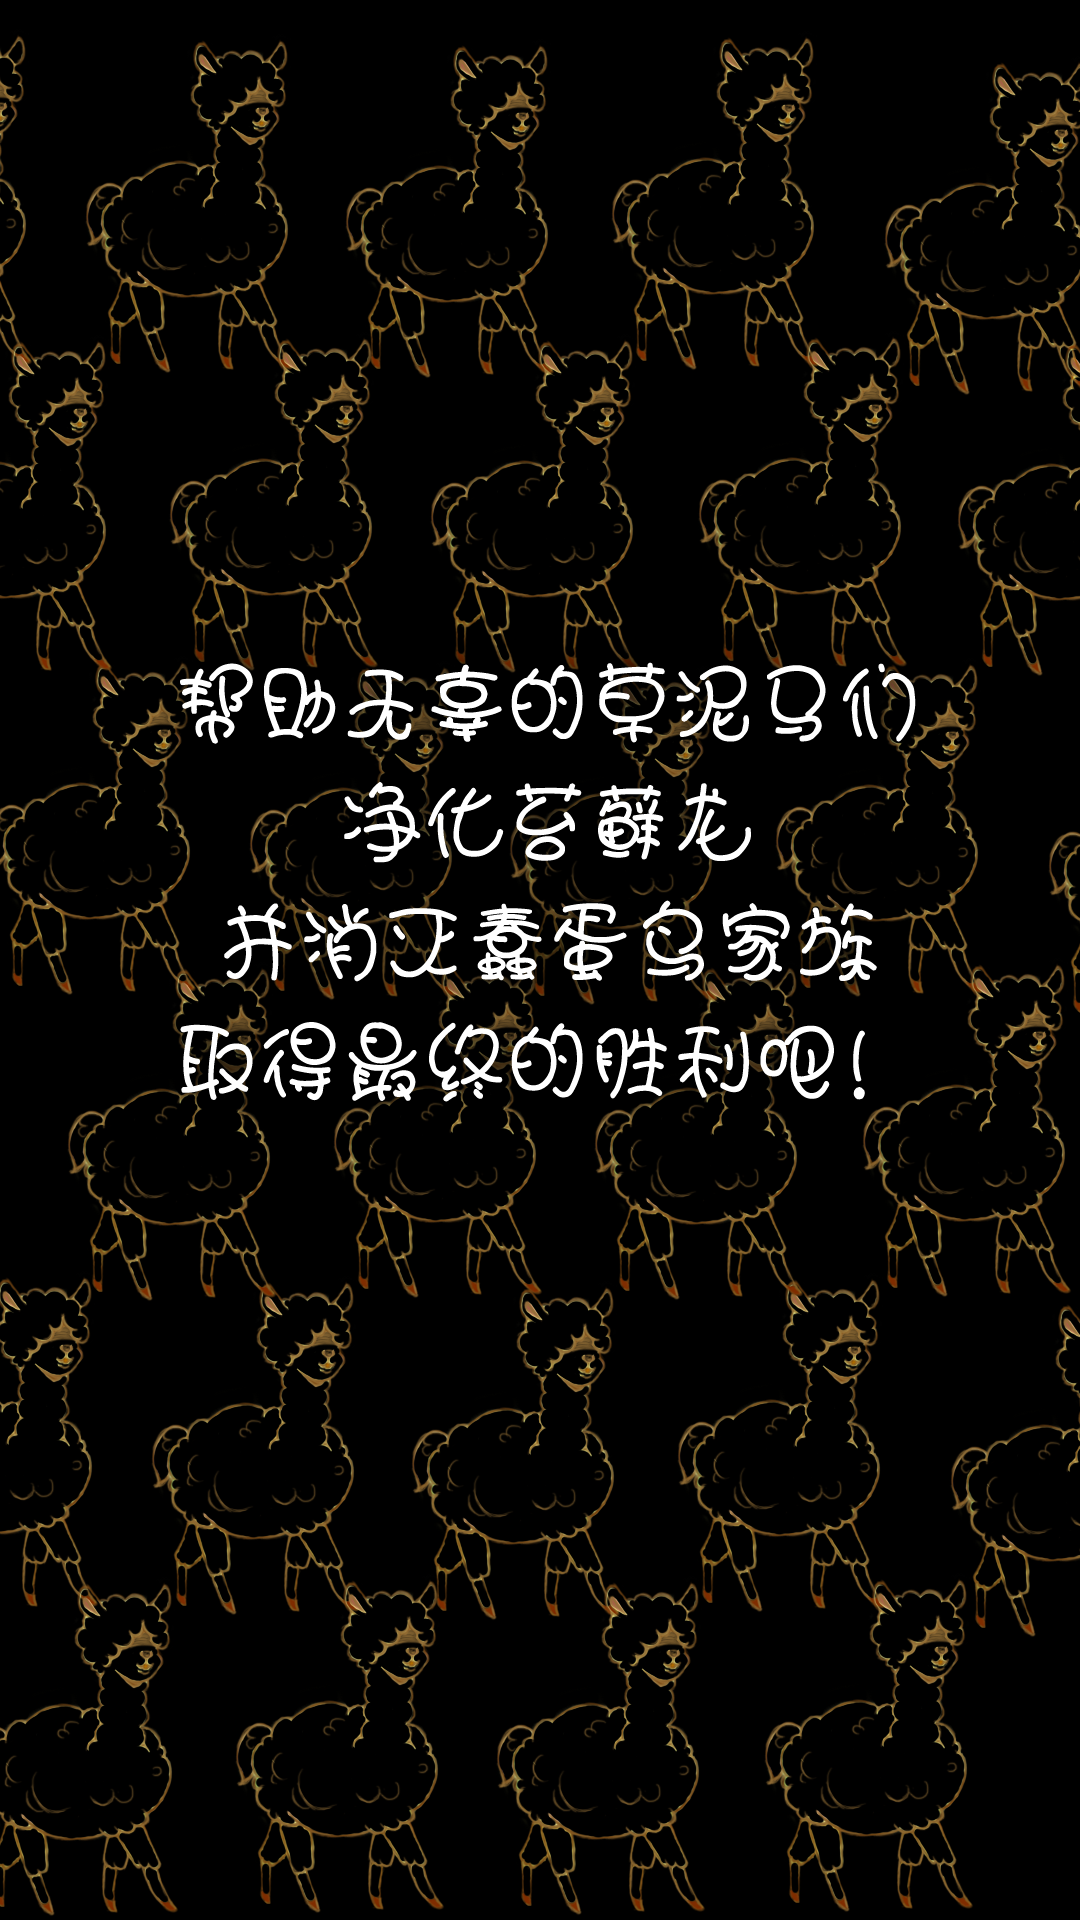 帮助无辜的草泥马们
净化苔藓龙
并消灭蠢蛋鸟家族
取得最终的胜利吧！